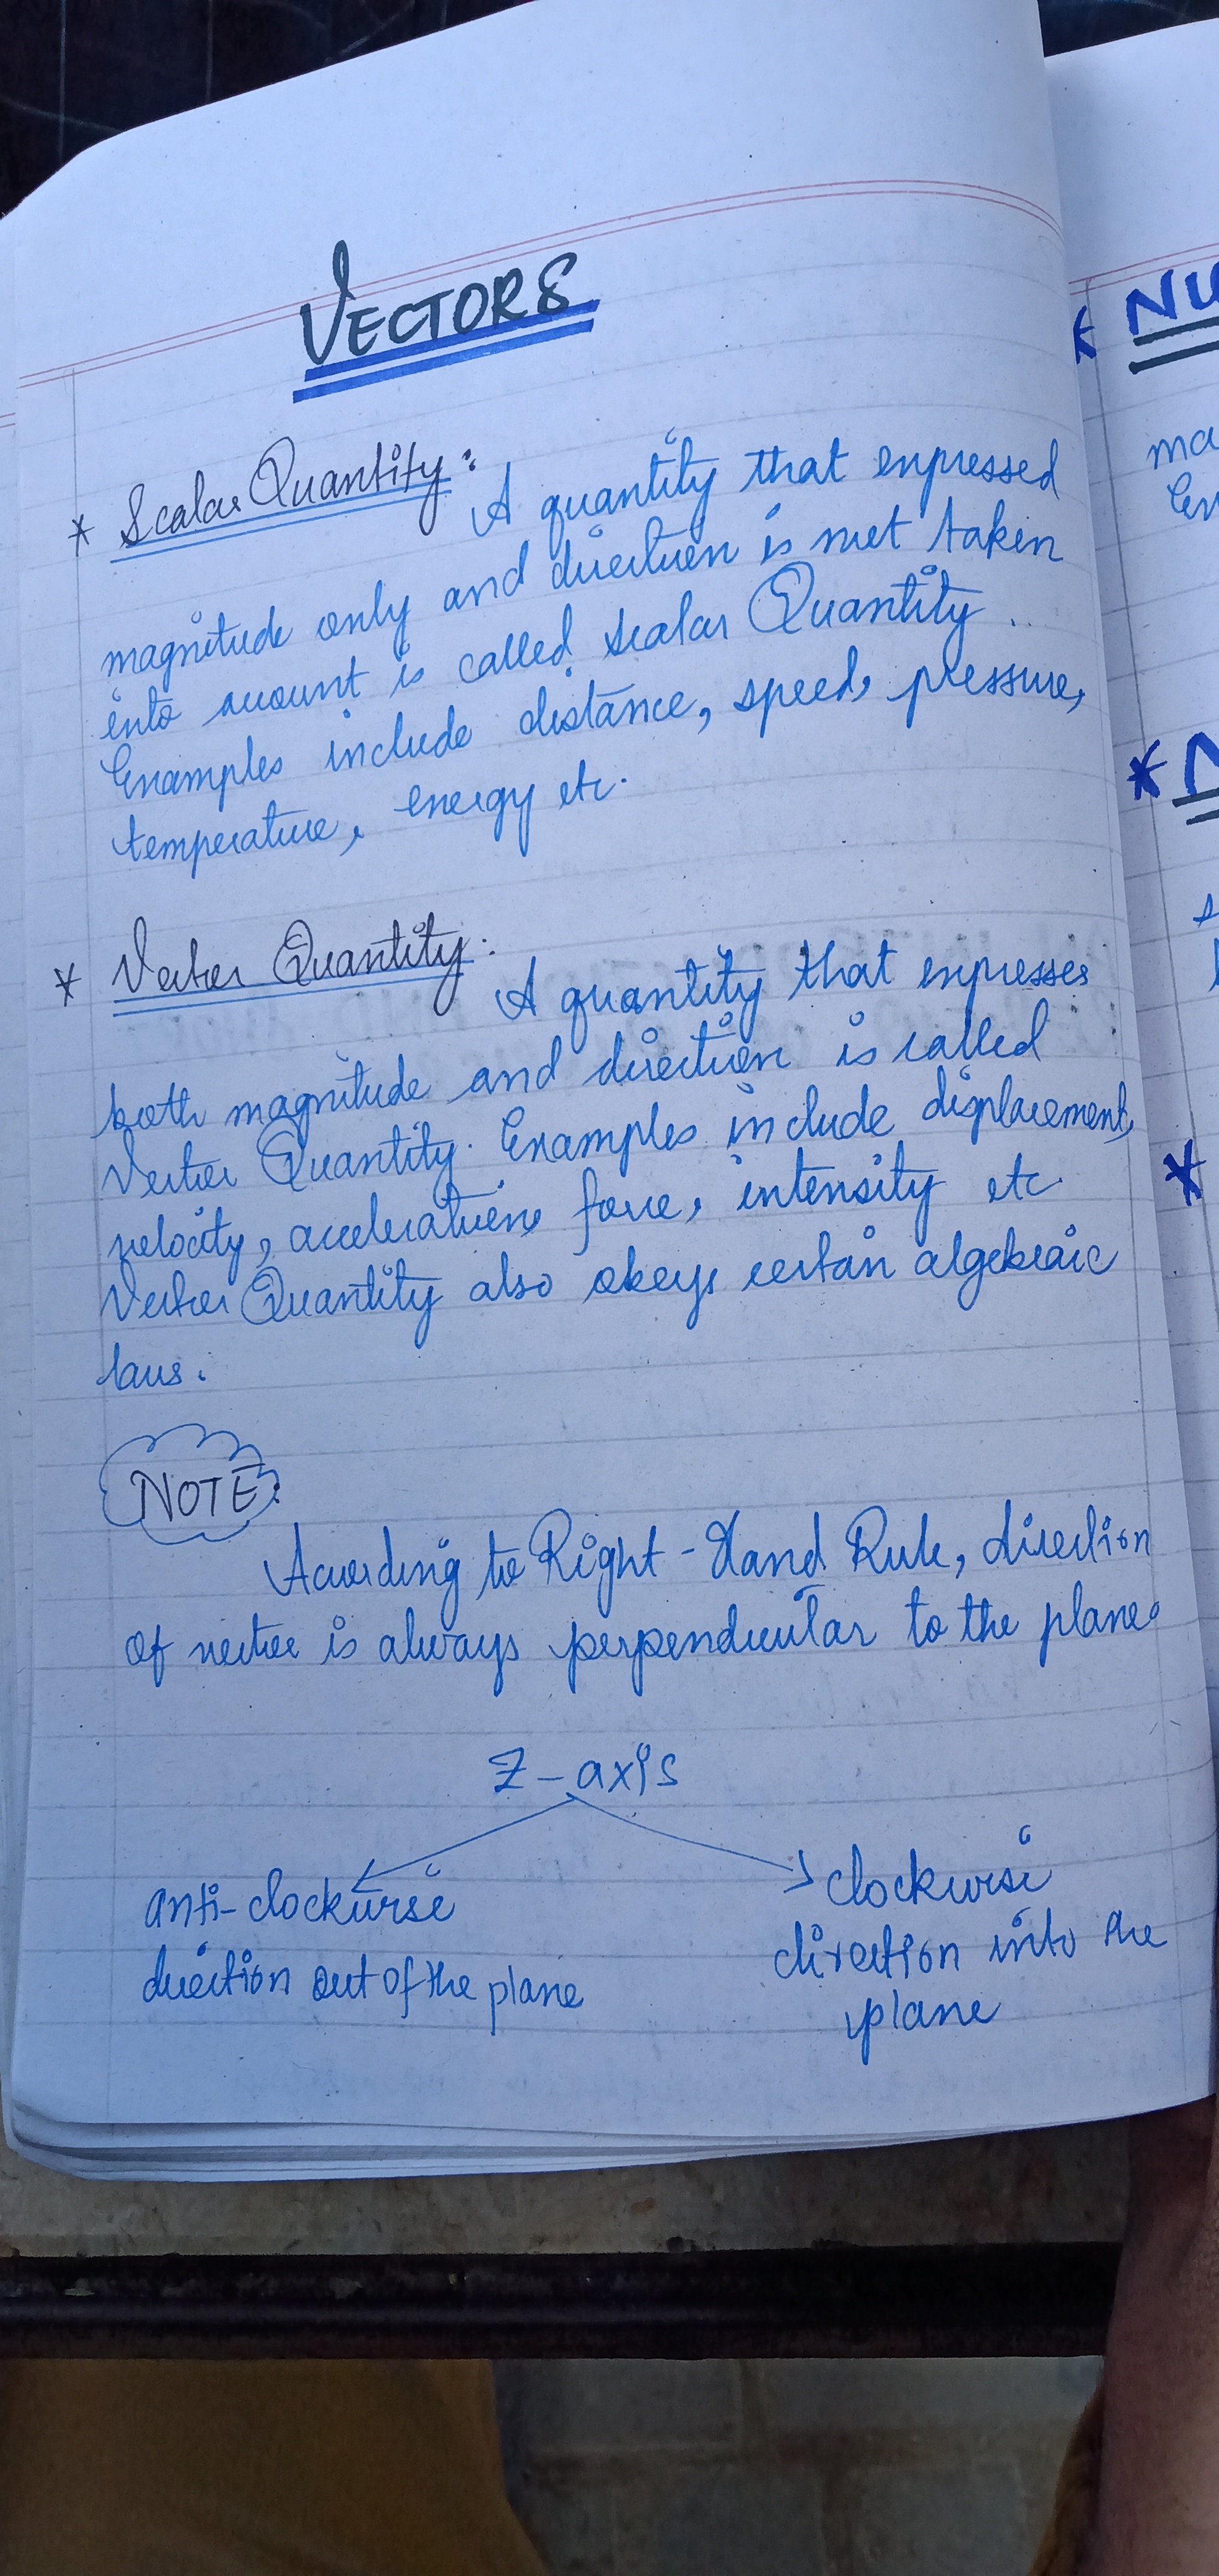 VECTORS
* Scalar Quantity:
A quantity that expressed
magnitude only and direction is not taken
into account is called scalar Quantity.
Examples include distance, speed, pressure,
temperature, energy etc.
* Vector Quantity:
A quantity that expresses
both magnitude and direction is called
Vector Quantity. Examples include displacement,
velocity, acceleration, force, intensity etc.
Vector Quantity also obeys certain algebraic
laws.
NOTE:
According to Right-Hand Rule, direction
of vector is always perpendicular to the plane.
Z-axis
anti-clockwise
direction out of the plane
clockwise
direction into the
plane
* NU
ma
*
*